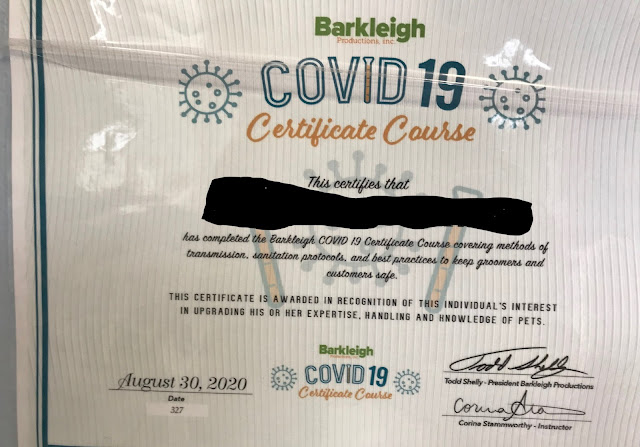 Barkleigh
Productions, Inc.
COVID 19
Certificate Course
This certifies that
has completed the Barkleigh COVID 19 Certificate Course covering methods of
transmission, sanitation protocols, and best practices to keep groomers and
customers safe.
THIS CERTIFICATE IS AWARDED IN RECOGNITION OF THIS INDIVIDUAL'S INTEREST
IN UPGRADING HIS OR HER EXPERTISE, HANDLING AND KNOWLEDGE OF PETS.
August 30, 2020
Date
327
Barkleigh
COVID 19
Certificate Course
Todd Shelly
Todd Shelly - President Barkleigh Productions
Corina Stammworthy - Instructor